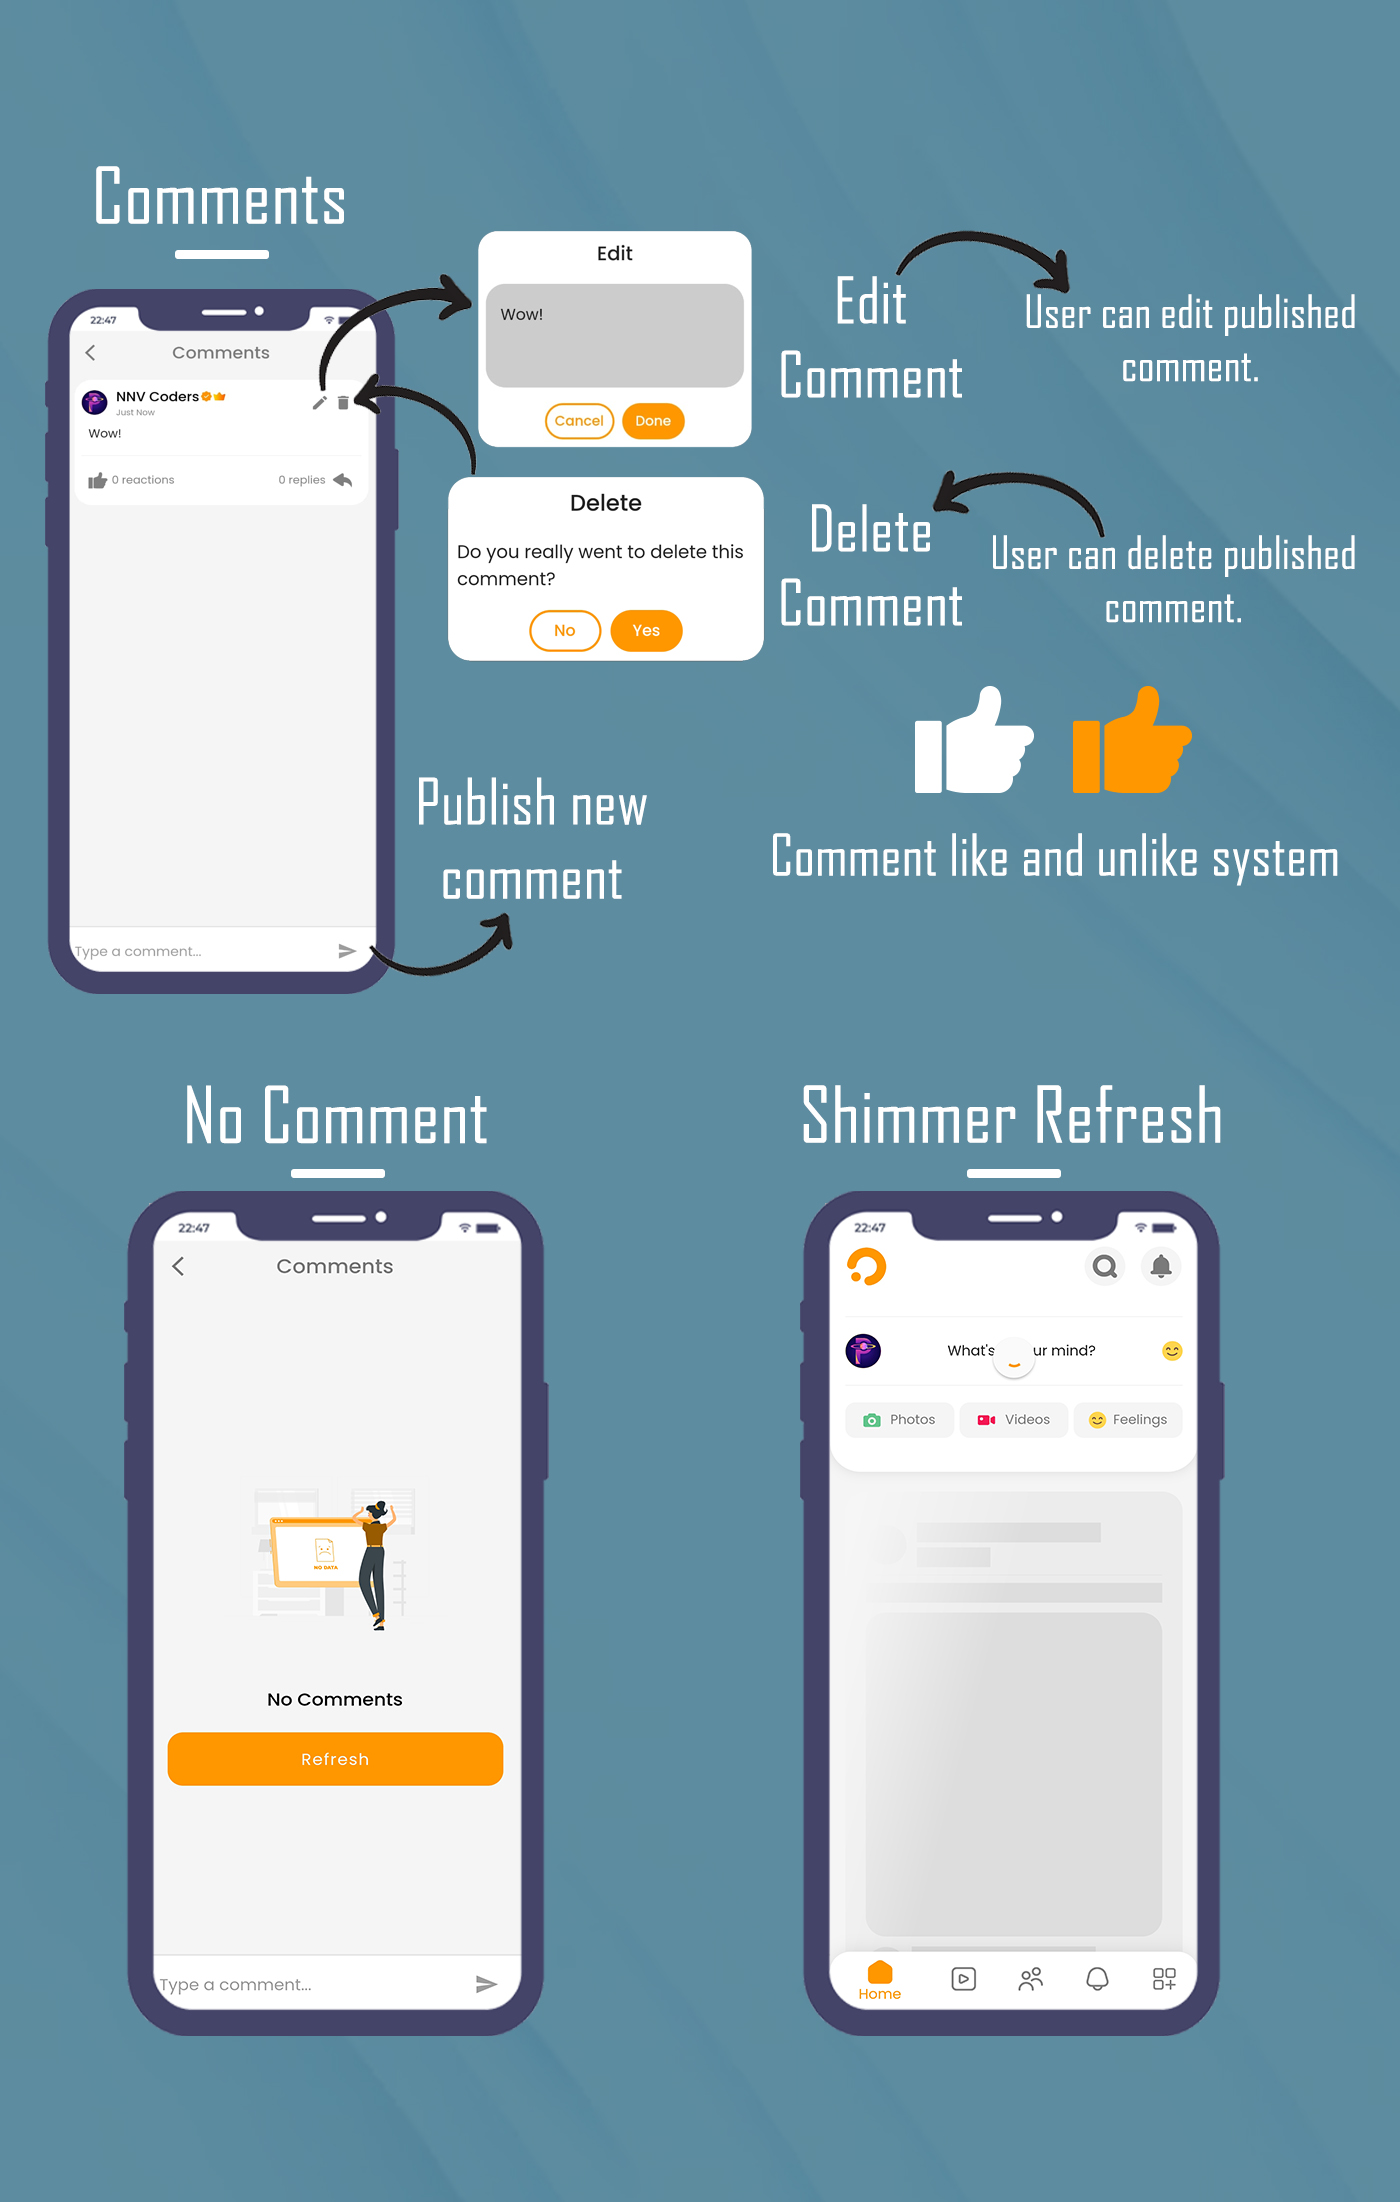 Comments
22:47
Comments
NNV Coders
Just Now
Wow!
0 reactions
0 replies
Type a comment...
Edit
Wow!
Cancel
Done
Delete
Do you really went to delete this
comment?
No
Yes
Edit
Comment
User can edit published
comment.
Delete
Comment
User can delete published
comment.
Comment like and unlike system
Publish new
comment
No Comment
22:47
Comments
NO DATA
No Comments
Refresh
Type a comment...
Shimmer Refresh
22:47
What's ur mind?
Photos
Videos
Feelings
Home